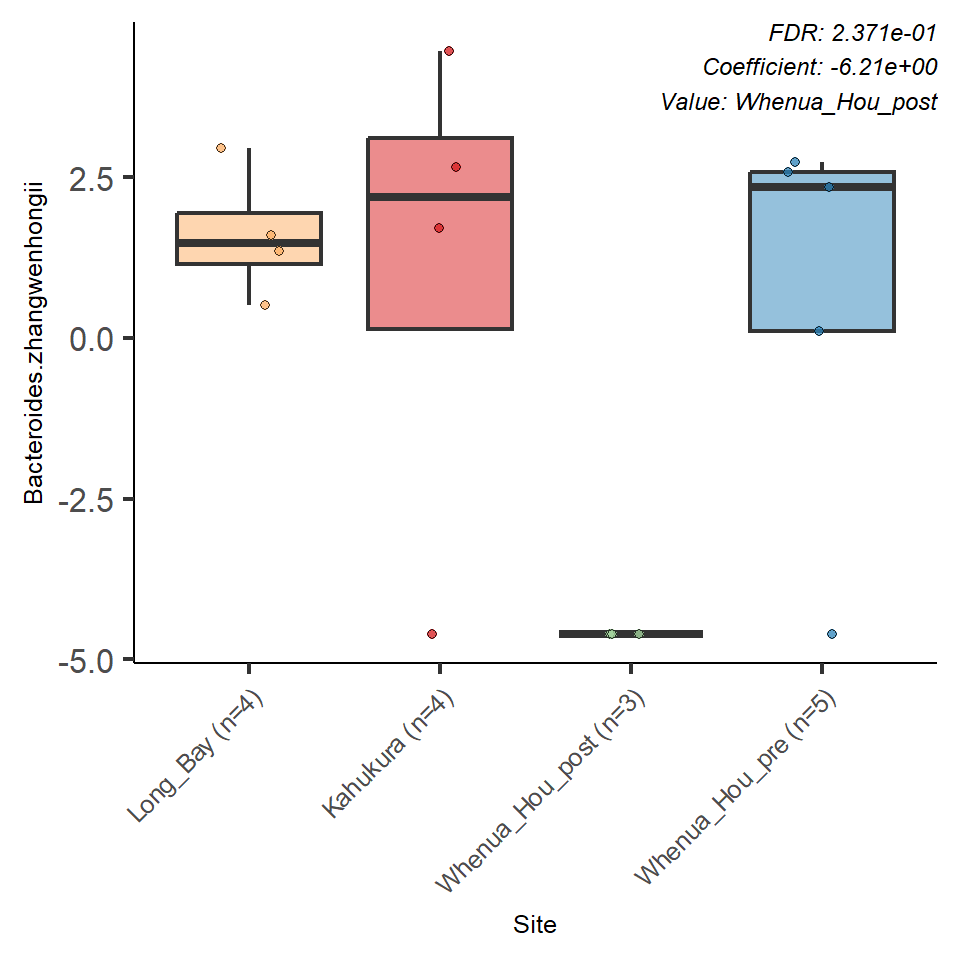 FDR: 2.371e-01
Coefficient: -6.21e+00
Value: Whenua_Hou_post
Bacteroides.zhangwenhongii
2.5
0.0
-2.5
-5.0
Long_Bay (n=4)
Kahukura (n=4)
Whenua_Hou_post (n=3)
Whenua_Hou_pre (n=5)
Site